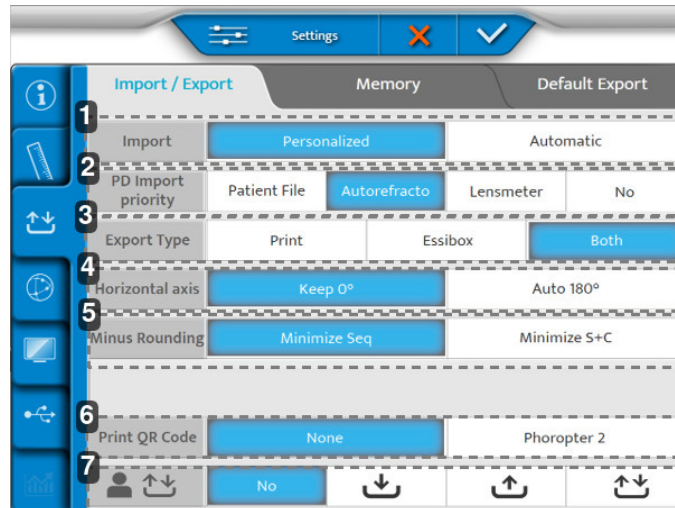 Settings
Import / Export Memory Default Export
1
Import Personalized Automatic
2
PD Import
priority Patient File Autorefracto Lensmeter No
3
Export Type Print Essibox Both
4
Horizontal axis Keep 0° Auto 180°
5
Minus Rounding Minimize Seq Minimize S+C
6
Print QR Code None Phoropter 2
7
No